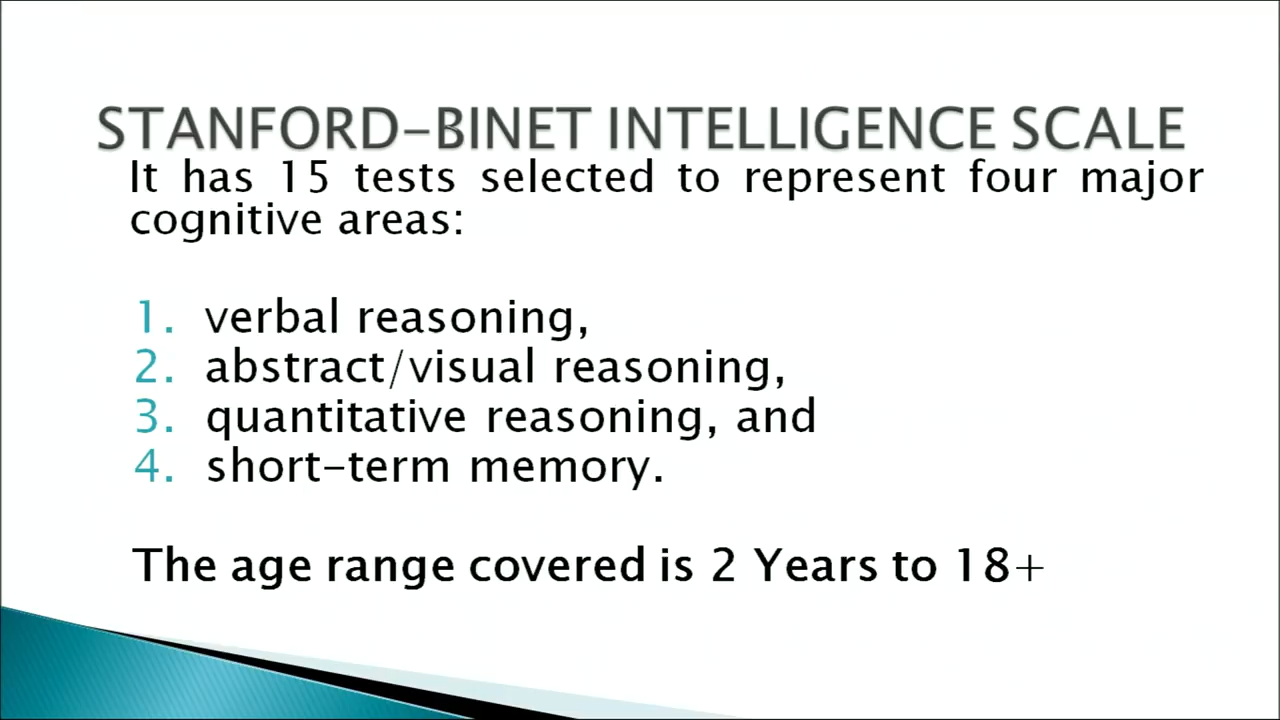 STANFORD-BINET INTELLIGENCE SCALE
It has 15 tests selected to represent four major
cognitive areas:
1. verbal reasoning,
2. abstract/visual reasoning,
3. quantitative reasoning, and
4. short-term memory.
The age range covered is 2 Years to 18+